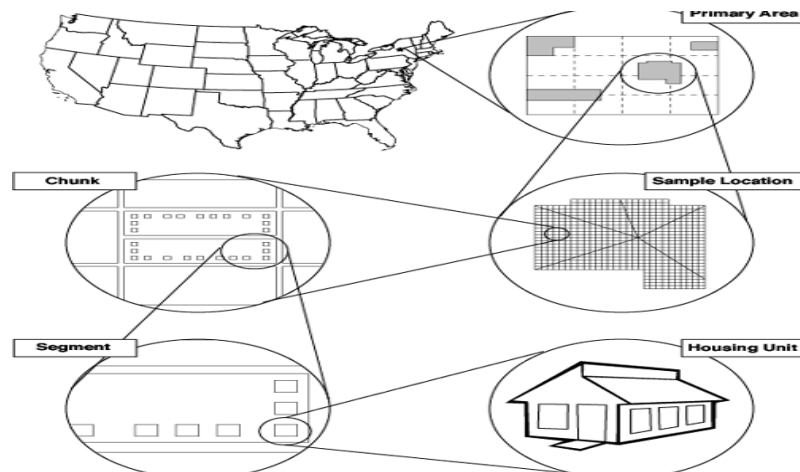 Primary Area
Chunk
Sample Location
Segment
Housing Unit